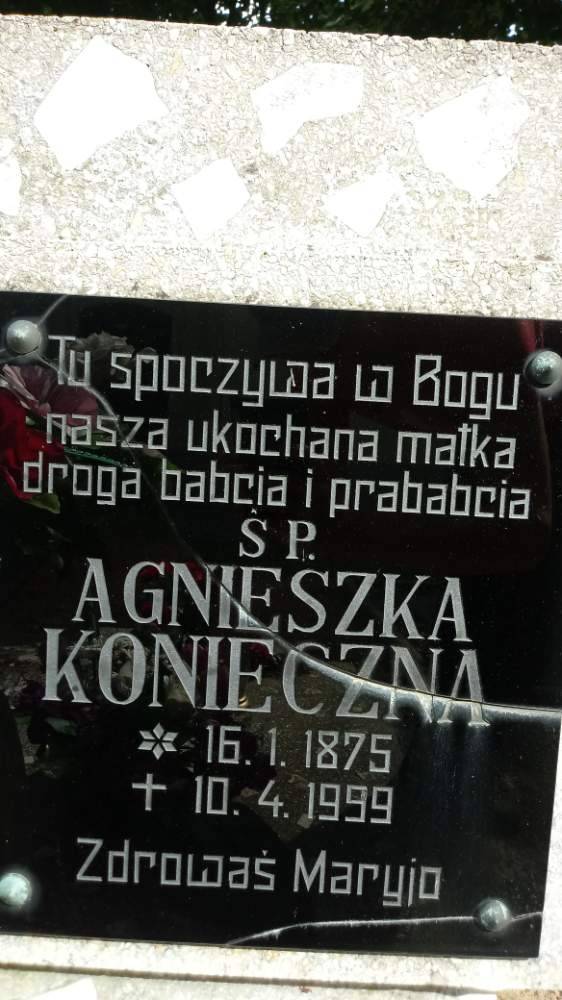 Tu spoczywa w Bogu
nasza ukochana matka
droga babcia i prababcia
Ś P.
AGNIESZKA
KONIECZNA
* 16. 1. 1875
+ 10. 4. 1999
Zdrowaś Maryjo